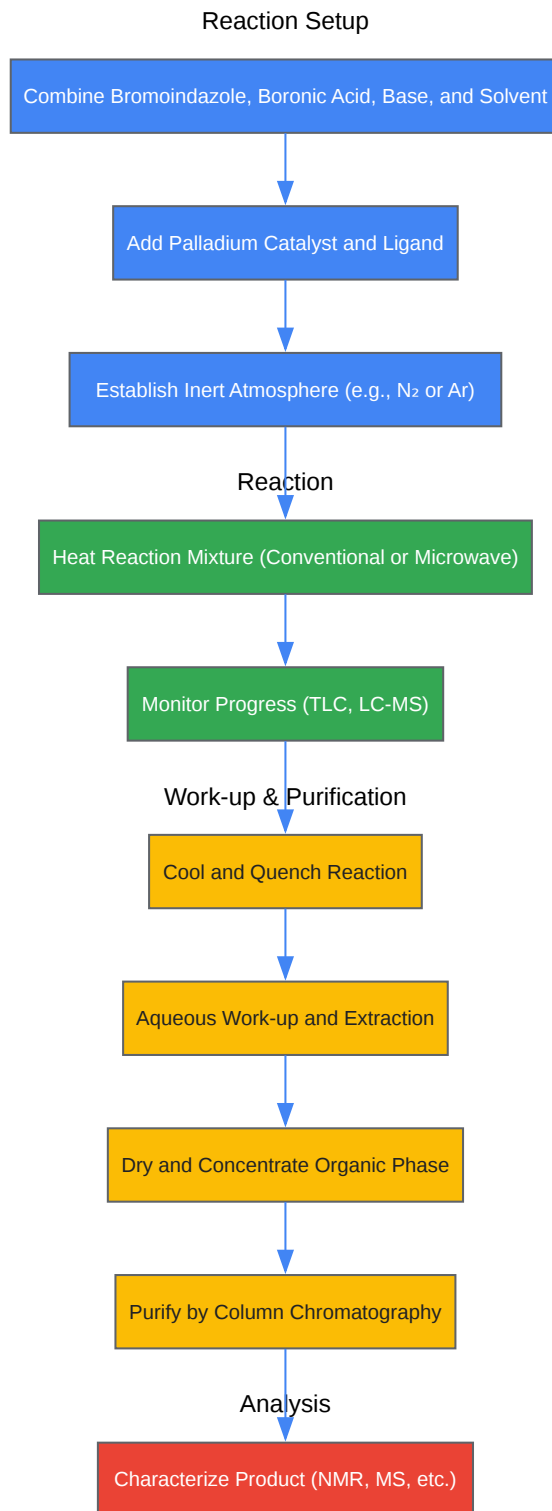 Reaction Setup
Combine Bromoindazole, Boronic Acid, Base, and Solvent
Add Palladium Catalyst and Ligand
Establish Inert Atmosphere (e.g., N₂ or Ar)
Reaction
Heat Reaction Mixture (Conventional or Microwave)
Monitor Progress (TLC, LC-MS)
Work-up & Purification
Cool and Quench Reaction
Aqueous Work-up and Extraction
Dry and Concentrate Organic Phase
Purify by Column Chromatography
Analysis
Characterize Product (NMR, MS, etc.)